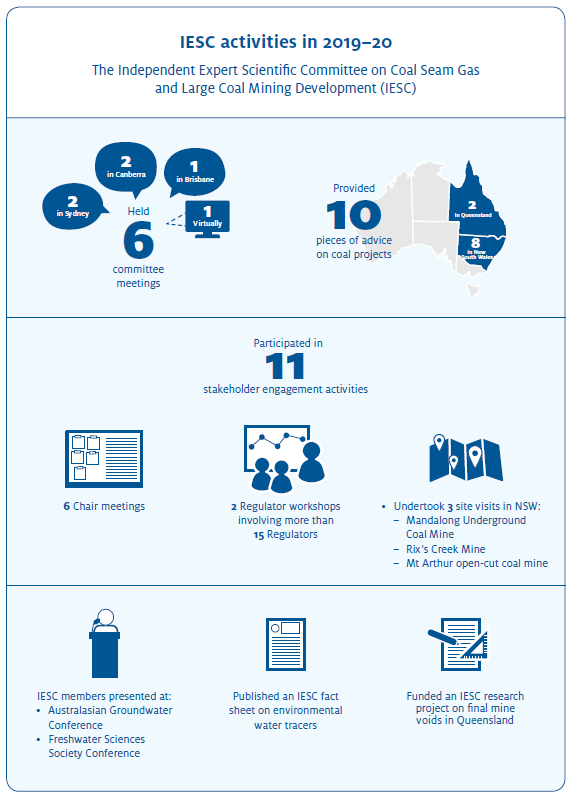 IESC activities in 2019–20
The Independent Expert Scientific Committee on Coal Seam Gas
and Large Coal Mining Development (IESC)
2
in Sydney
2
in Canberra
1
in Brisbane
1
Virtually
Held
6
committee
meetings
Provided
10
pieces of advice
on coal projects
2
In Queensland
8
In New
South Wales
Participated in
11
stakeholder engagement activities
6 Chair meetings
2 Regulator workshops
involving more than
15 Regulators
• Undertook 3 site visits in NSW:
– Mandalong Underground
Coal Mine
– Rix's Creek Mine
– Mt Arthur open-cut coal mine
IESC members presented at:
• Australasian Groundwater
Conference
• Freshwater Sciences
Society Conference
Published an IESC fact
sheet on environmental
water tracers
Funded an IESC research
project on final mine
voids in Queensland